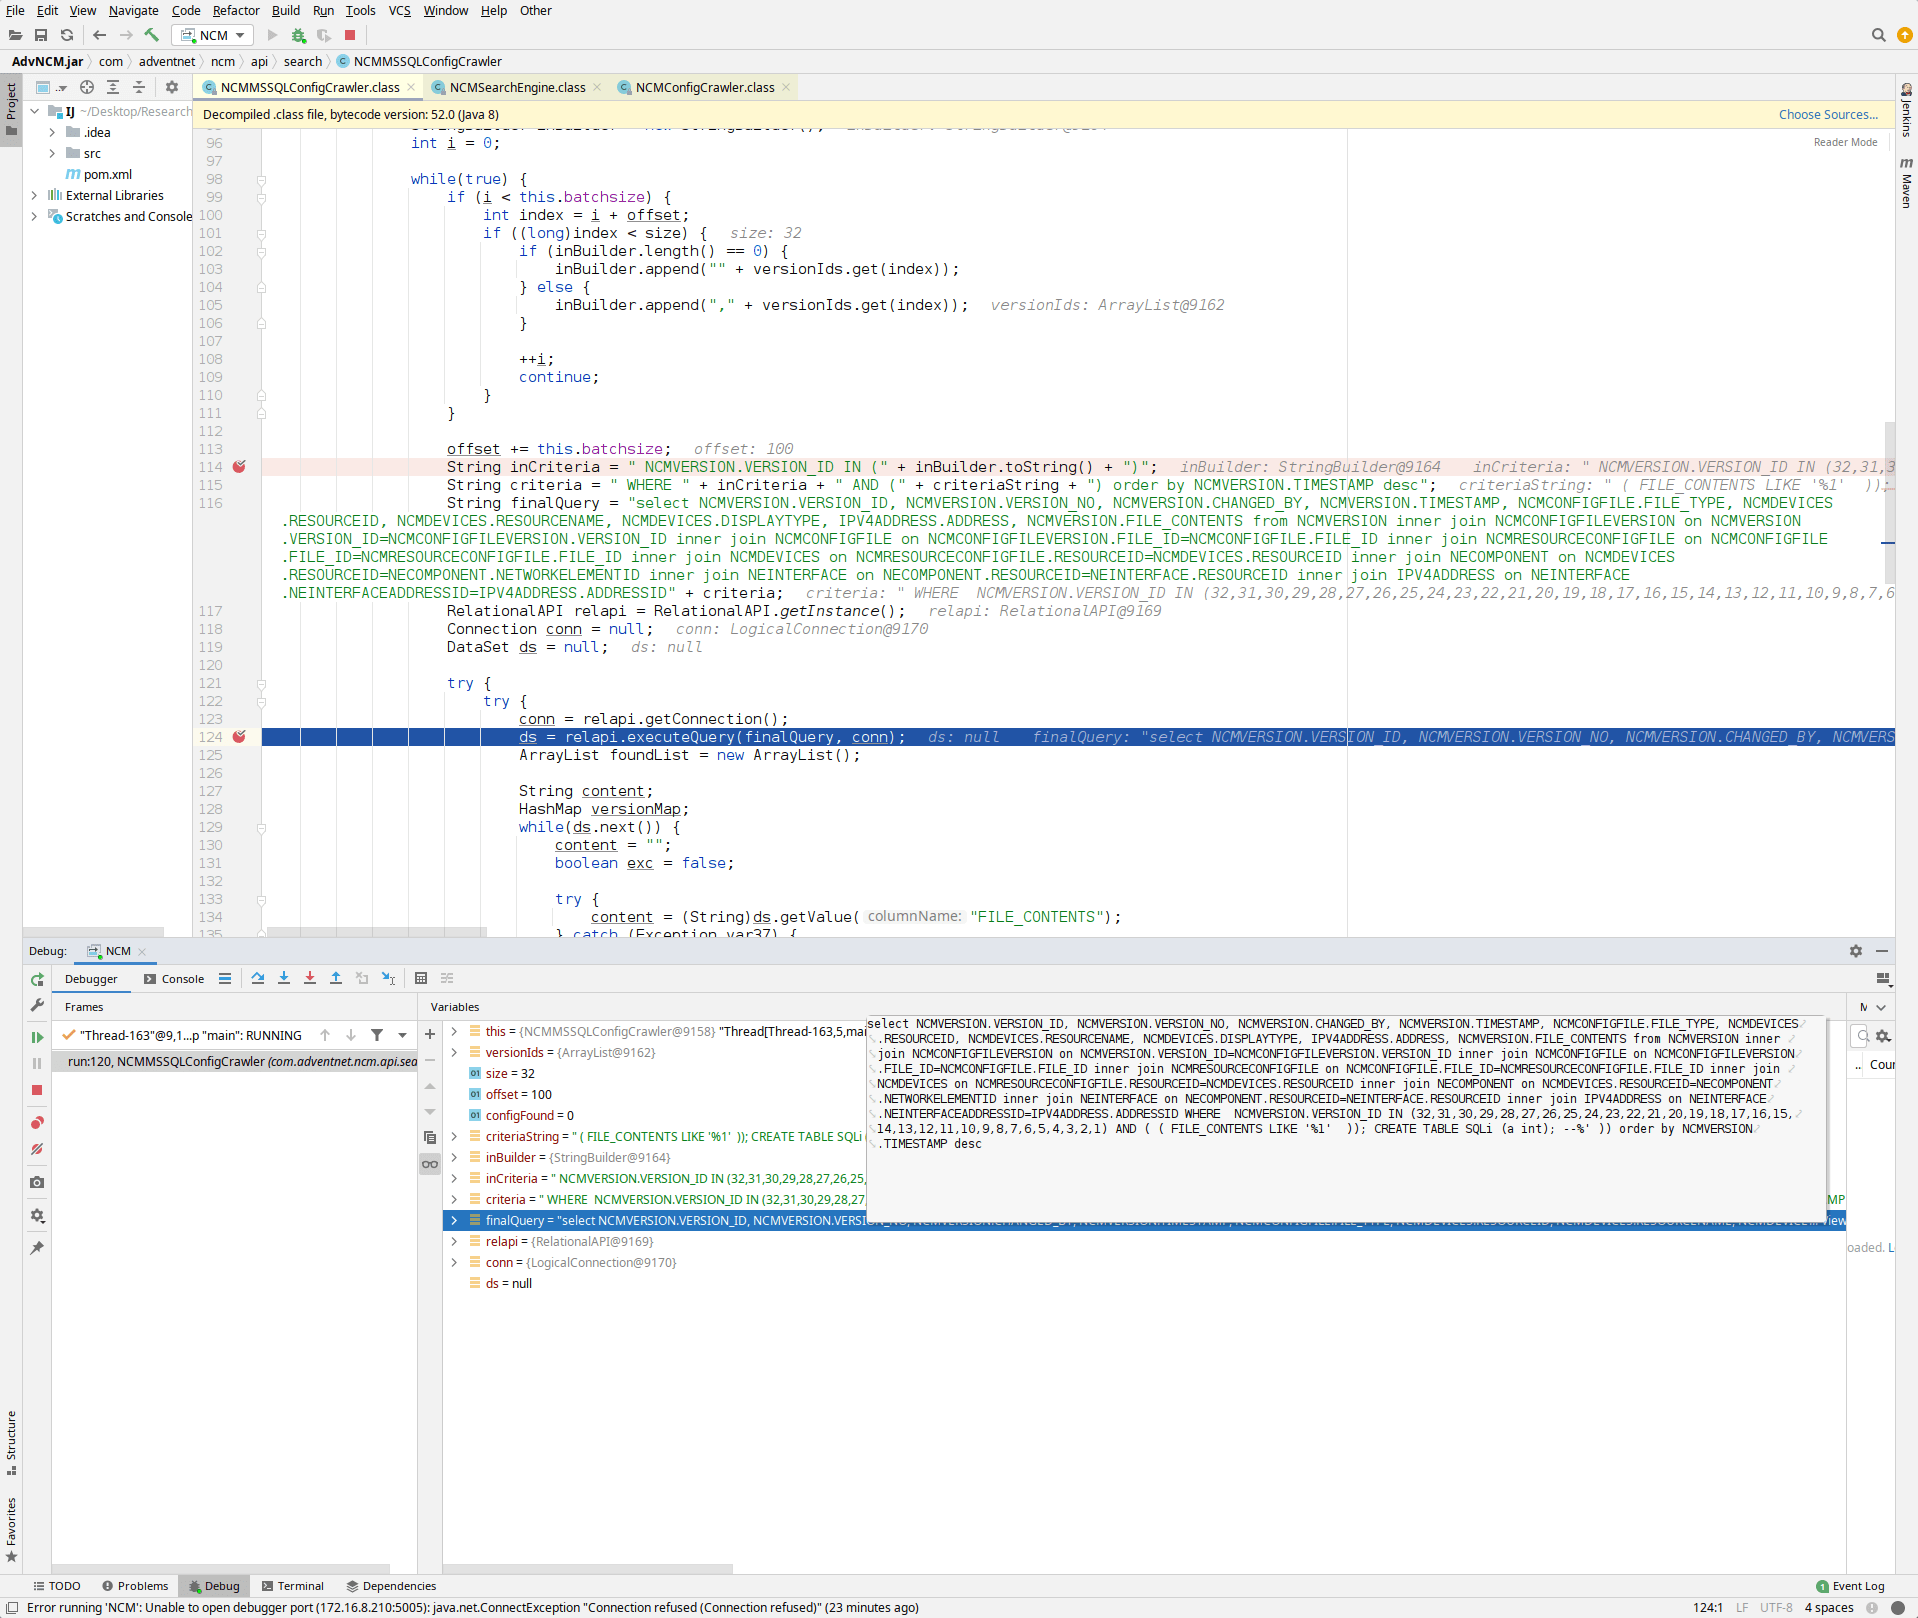 File Edit View Navigate Code Refactor Build Run Tools VCS Window Help Other
NCM
AdvNCM.jar com adventnet ncm api search NCMMSSQLConfigCrawler
Project
IJ ~/Desktop/Research
.idea
src
pom.xml
External Libraries
Scratches and Console
NCMMSSQLConfigCrawler.class NCMSearchEngine.class NCMConfigCrawler.class
Decompiled .class file, bytecode version: 52.0 (Java 8) Choose Sources...
Reader Mode
96 int i = 0;
97
98 while(true) {
99 if (i < this.batchsize) {
100 int index = i + offset;
101 if ((long)index < size) { size: 32
102 if (inBuilder.length() == 0) {
103 inBuilder.append("" + versionIds.get(index));
104 } else {
105 inBuilder.append("," + versionIds.get(index)); versionIds: ArrayList@9162
106 }
107
108 ++i;
109 continue;
110 }
111 }
112
113 offset += this.batchsize; offset: 100
114 String inCriteria = " NCMVERSION.VERSION_ID IN (" + inBuilder.toString() + ")"; inBuilder: StringBuilder@9164 inCriteria: " NCMVERSION.VERSION_ID IN (32,31,3
115 String criteria = " WHERE " + inCriteria + " AND (" + criteriaString + ") order by NCMVERSION.TIMESTAMP desc"; criteriaString: " ( FILE_CONTENTS LIKE '%1' ));
116 String finalQuery = "select NCMVERSION.VERSION_ID, NCMVERSION.VERSION_NO, NCMVERSION.CHANGED_BY, NCMVERSION.TIMESTAMP, NCMCONFIGFILE.FILE_TYPE, NCMDEVICES
.RESOURCEID, NCMDEVICES.RESOURCENAME, NCMDEVICES.DISPLAYTYPE, IPV4ADDRESS.ADDRESS, NCMVERSION.FILE_CONTENTS from NCMVERSION inner join NCMCONFIGFILEVERSION on NCMVERSION
.VERSION_ID=NCMCONFIGFILEVERSION.VERSION_ID inner join NCMCONFIGFILE on NCMCONFIGFILEVERSION.FILE_ID=NCMCONFIGFILE.FILE_ID inner join NCMRESOURCECONFIGFILE on NCMCONFIGFILE
.FILE_ID=NCMRESOURCECONFIGFILE.FILE_ID inner join NCMDEVICES on NCMRESOURCECONFIGFILE.RESOURCEID=NCMDEVICES.RESOURCEID inner join NECOMPONENT on NCMDEVICES
.RESOURCEID=NECOMPONENT.NETWORKELEMENTID inner join NEINTERFACE on NECOMPONENT.RESOURCEID=NEINTERFACE.RESOURCEID inner join IPV4ADDRESS on NEINTERFACE
.NEINTERFACEADDRESSID=IPV4ADDRESS.ADDRESSID" + criteria; criteria: " WHERE  NCMVERSION.VERSION_ID IN (32,31,30,29,28,27,26,25,24,23,22,21,20,19,18,17,16,15,14,13,12,11,10,9,8,7,6
117 RelationalAPI relapi = RelationalAPI.getInstance(); relapi: RelationalAPI@9169
118 Connection conn = null; conn: LogicalConnection@9170
119 DataSet ds = null; ds: null
120
121 try {
122 try {
123 conn = relapi.getConnection();
124 ds = relapi.executeQuery(finalQuery, conn); ds: null finalQuery: "select NCMVERSION.VERSION_ID, NCMVERSION.VERSION_NO, NCMVERSION.CHANGED_BY, NCMVERS
125 ArrayList foundList = new ArrayList();
126
127 String content;
128 HashMap versionMap;
129 while(ds.next()) {
130 content = "";
131 boolean exc = false;
132
133 try {
134 content = (String)ds.getValue( columnName: "FILE_CONTENTS");
135 } catch (Exception var37) {
Jenkins
Maven
Debug: NCM
Debugger Console
Frames
"Thread-163"@9,1...p "main": RUNNING
run:120, NCMMSSQLConfigCrawler (com.adventnet.ncm.api.sea
Variables
this = {NCMMSSQLConfigCrawler@9158} "Thread[Thread-163,5,mai
versionIds = {ArrayList@9162}
size = 32
offset = 100
configFound = 0
criteriaString = " ( FILE_CONTENTS LIKE '%1' )); CREATE TABLE SQLi
inBuilder = {StringBuilder@9164}
inCriteria = " NCMVERSION.VERSION_ID IN (32,31,30,29,28,27,26,25,
criteria = " WHERE  NCMVERSION.VERSION_ID IN (32,31,30,29,28,27, MP
finalQuery = "select NCMVERSION.VERSION_ID, NCMVERSION.VERSI View
relapi = {RelationalAPI@9169}
conn = {LogicalConnection@9170}
ds = null
select NCMVERSION.VERSION_ID, NCMVERSION.VERSION_NO, NCMVERSION.CHANGED_BY, NCMVERSION.TIMESTAMP, NCMCONFIGFILE.FILE_TYPE, NCMDEVICES
.RESOURCEID, NCMDEVICES.RESOURCENAME, NCMDEVICES.DISPLAYTYPE, IPV4ADDRESS.ADDRESS, NCMVERSION.FILE_CONTENTS from NCMVERSION inner
join NCMCONFIGFILEVERSION on NCMVERSION.VERSION_ID=NCMCONFIGFILEVERSION.VERSION_ID inner join NCMCONFIGFILE on NCMCONFIGFILEVERSION
.FILE_ID=NCMCONFIGFILE.FILE_ID inner join NCMRESOURCECONFIGFILE on NCMCONFIGFILE.FILE_ID=NCMRESOURCECONFIGFILE.FILE_ID inner join
NCMDEVICES on NCMRESOURCECONFIGFILE.RESOURCEID=NCMDEVICES.RESOURCEID inner join NECOMPONENT on NCMDEVICES.RESOURCEID=NECOMPONENT
.NETWORKELEMENTID inner join NEINTERFACE on NECOMPONENT.RESOURCEID=NEINTERFACE.RESOURCEID inner join IPV4ADDRESS on NEINTERFACE
.NEINTERFACEADDRESSID=IPV4ADDRESS.ADDRESSID WHERE  NCMVERSION.VERSION_ID IN (32,31,30,29,28,27,26,25,24,23,22,21,20,19,18,17,16,15,
14,13,12,11,10,9,8,7,6,5,4,3,2,1) AND ( ( FILE_CONTENTS LIKE '%1'  )); CREATE TABLE SQLi (a int); --%' )) order by NCMVERSION
.TIMESTAMP desc
M
.. Cour
oaded. L
Structure
Favorites
TODO Problems Debug Terminal Dependencies 1 Event Log
Error running 'NCM': Unable to open debugger port (172.16.8.210:5005): java.net.ConnectException "Connection refused (Connection refused)" (23 minutes ago) 124:1 LF UTF-8 4 spaces